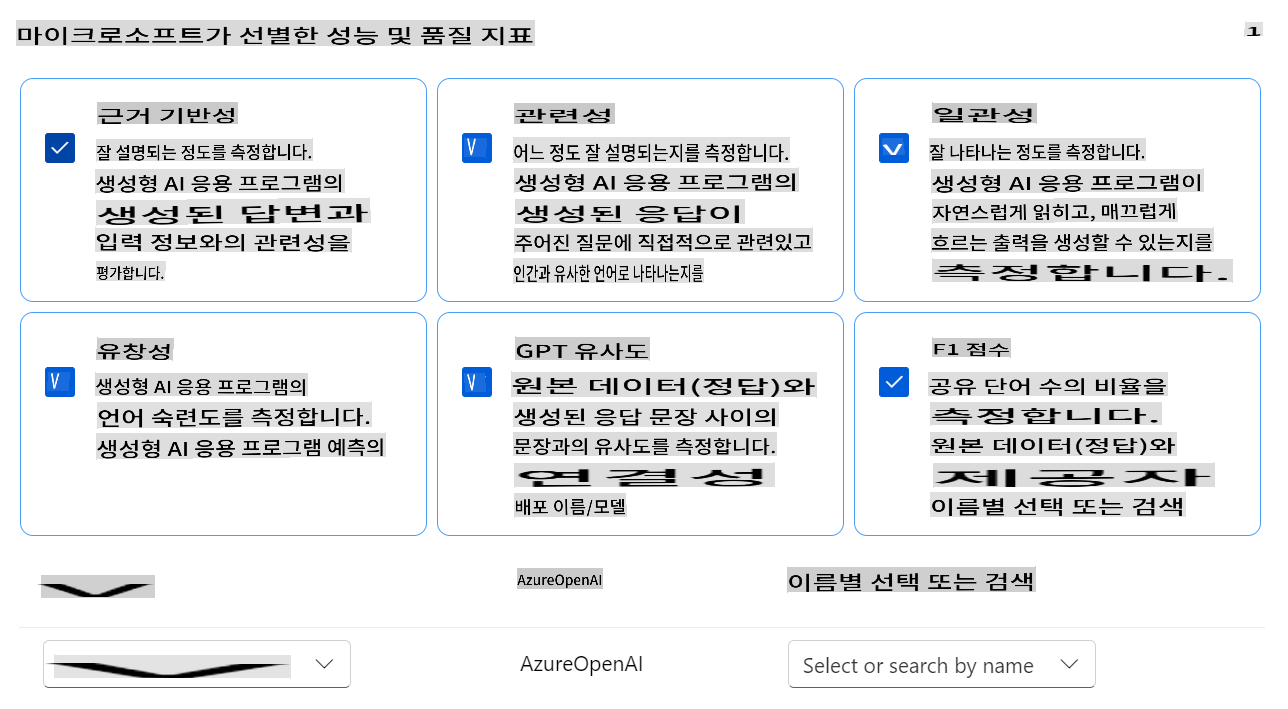 마이크로소프트가 선별한 성능 및 품질 지표
1
근거 기반성
잘 설명되는 정도를 측정합니다.
생성형 AI 응용 프로그램의
생성된 답변과
입력 정보와의 관련성을
평가합니다.
관련성
어느 정도 잘 설명되는지를 측정합니다.
생성형 AI 응용 프로그램의
생성된 응답이
주어진 질문에 직접적으로 관련있고
인간과 유사한 언어로 나타나는지를
일관성
잘 나타나는 정도를 측정합니다.
생성형 AI 응용 프로그램이
자연스럽게 읽히고, 매끄럽게
흐르는 출력을 생성할 수 있는지를
측정합니다.
유창성
생성형 AI 응용 프로그램의
언어 숙련도를 측정합니다.
생성형 AI 응용 프로그램 예측의
GPT 유사도
원본 데이터(정답)와
생성된 응답 문장 사이의
문장과의 유사도를 측정합니다.
연결성
배포 이름/모델
F1 점수
공유 단어 수의 비율을
측정합니다.
원본 데이터(정답)와
제공자
이름별 선택 또는 검색
AzureOpenAI
이름별 선택 또는 검색
AzureOpenAI
Select or search by name